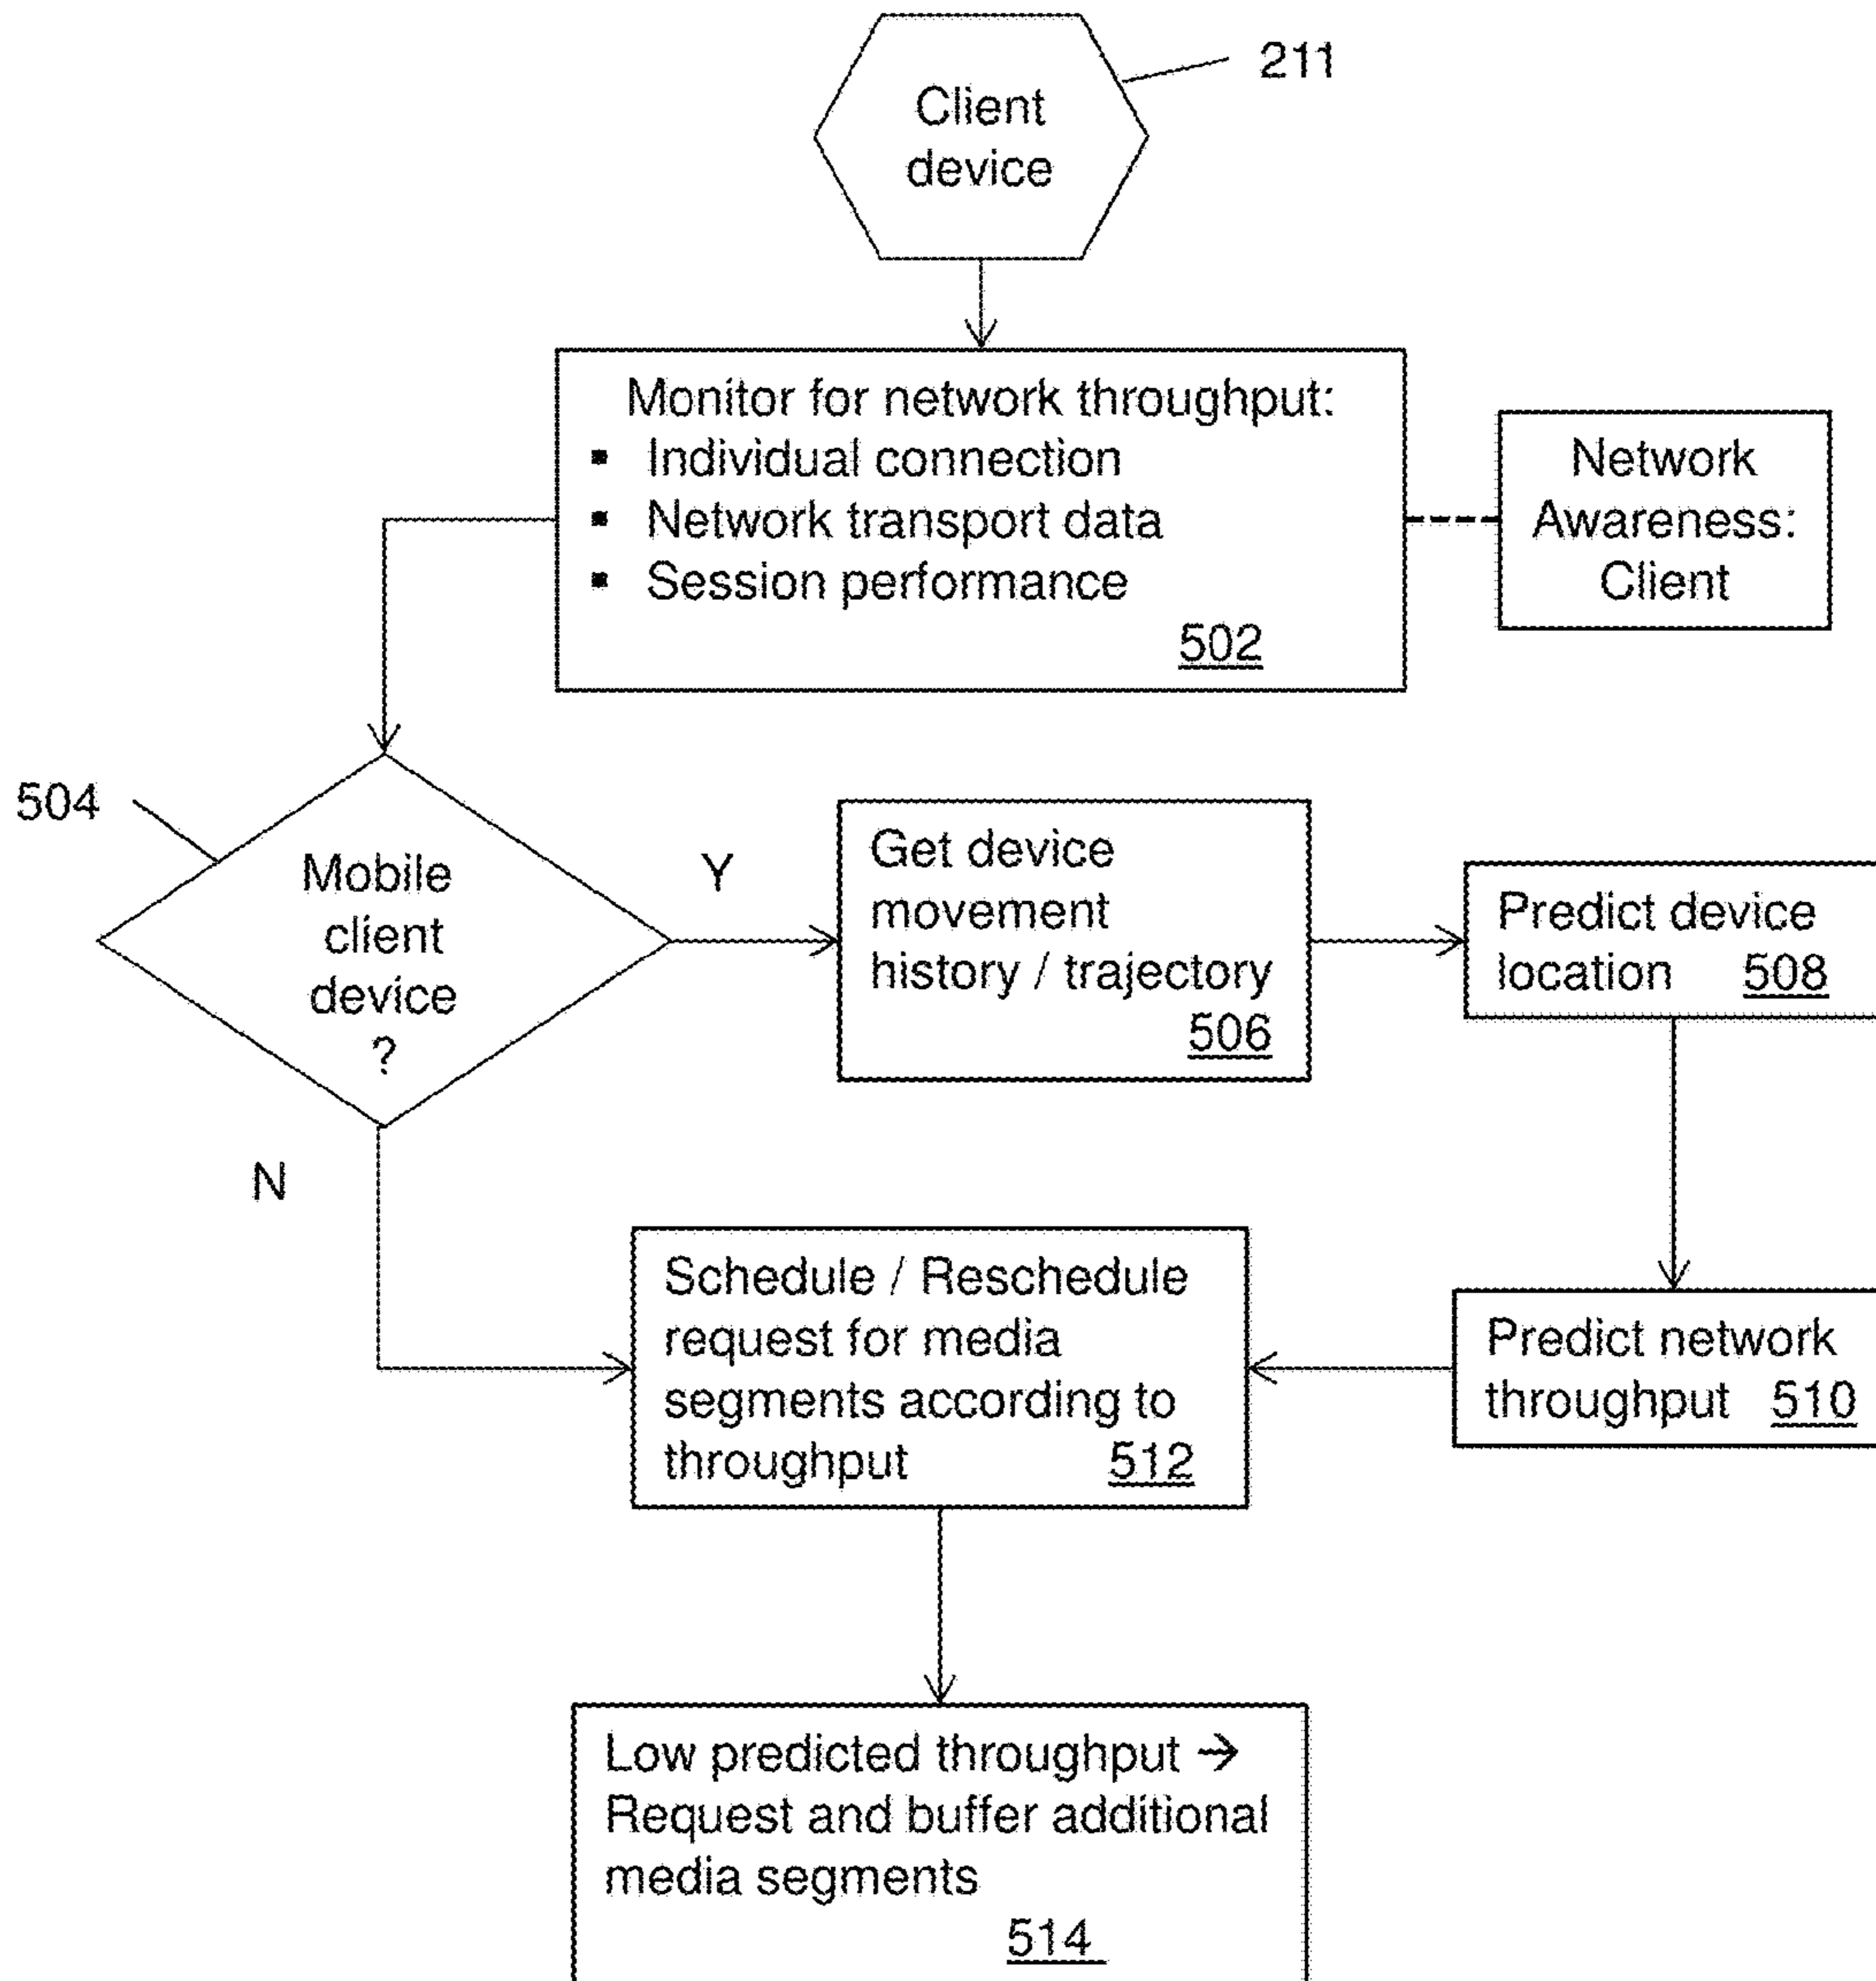 Client
device
211
Monitor for network throughput:
▪ Individual connection
▪ Network transport data
▪ Session performance
502
Network
Awareness:
Client
504
Mobile
client
device
?
Y
Get device
movement
history / trajectory
506
Predict device
location 508
N
Schedule / Reschedule
request for media
segments according to
throughput 512
Predict network
throughput 510
Low predicted throughput →
Request and buffer additional
media segments
514